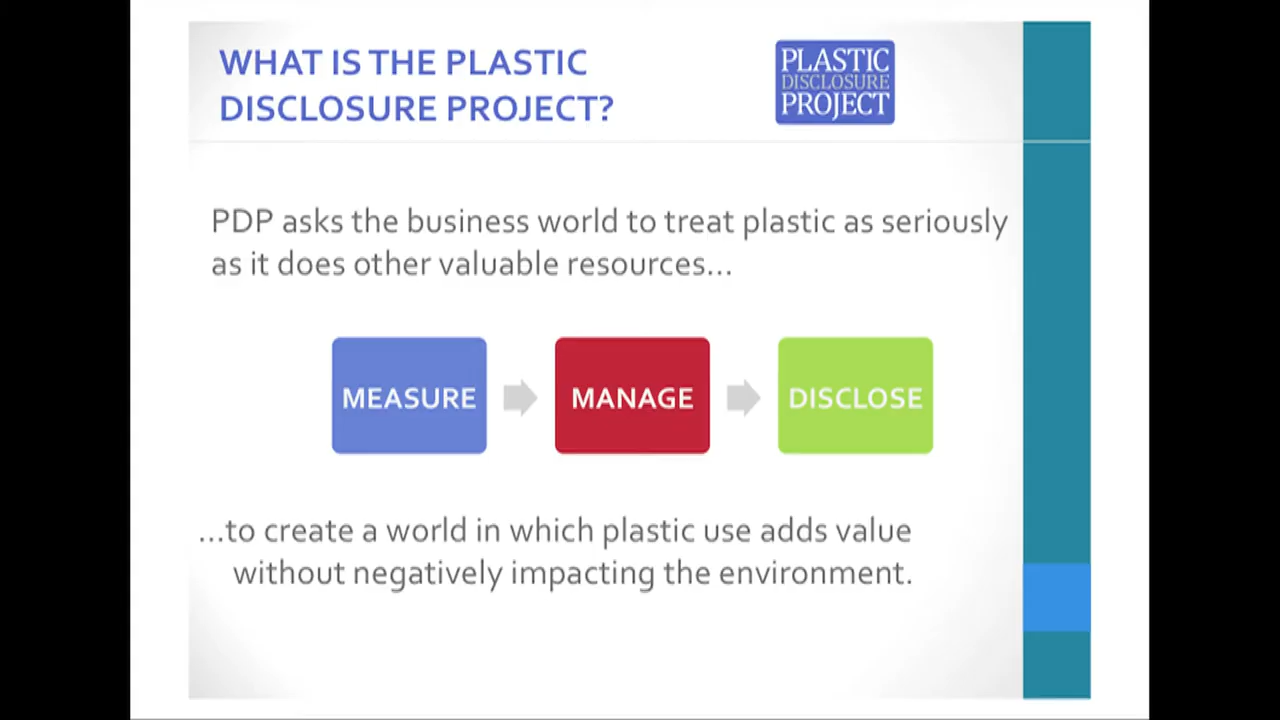 WHAT IS THE PLASTIC
DISCLOSURE PROJECT?
PLASTIC
DISCLOSURE
PROJECT
PDP asks the business world to treat plastic as seriously
as it does other valuable resources...
MEASURE
MANAGE
DISCLOSE
...to create a world in which plastic use adds value
without negatively impacting the environment.